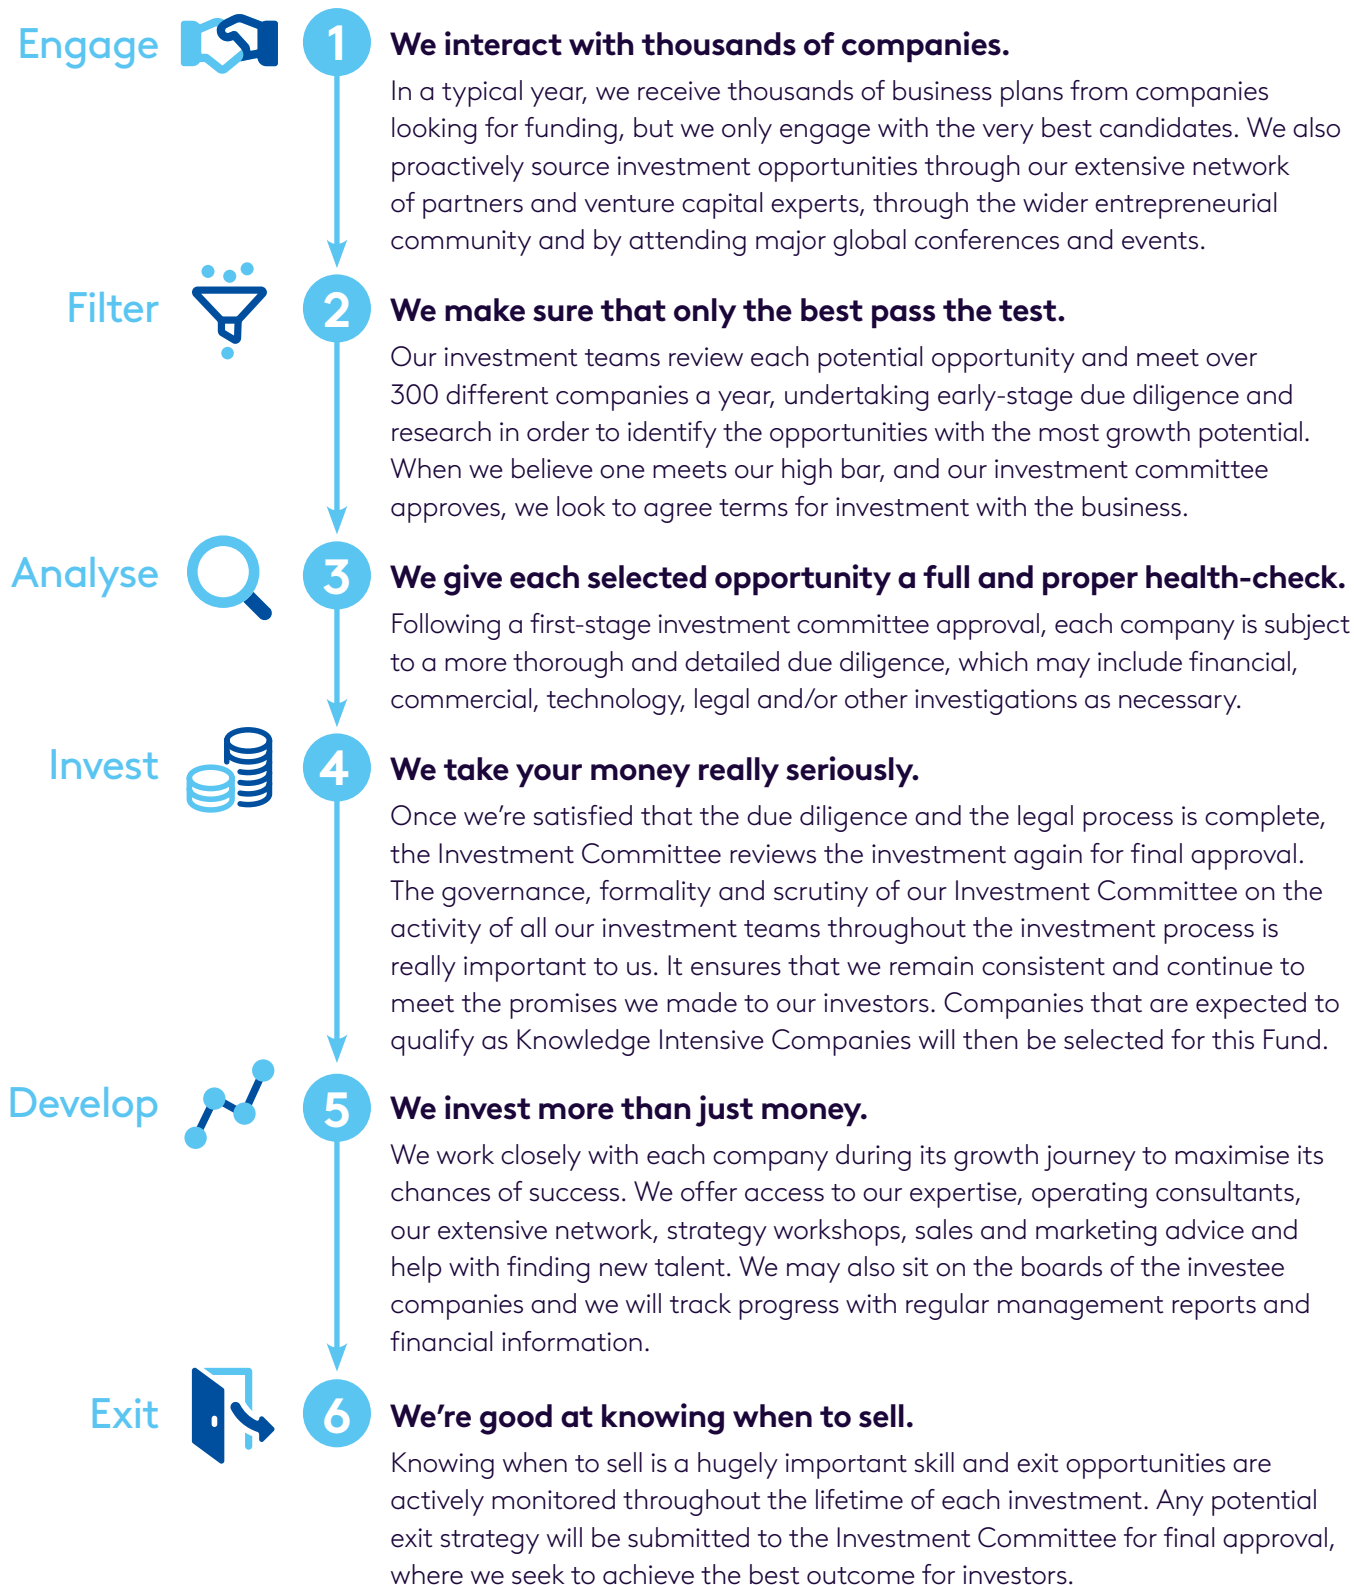 Engage
1
We interact with thousands of companies.
In a typical year, we receive thousands of business plans from companies
looking for funding, but we only engage with the very best candidates. We also
proactively source investment opportunities through our extensive network
of partners and venture capital experts, through the wider entrepreneurial
community and by attending major global conferences and events.
Filter
2
We make sure that only the best pass the test.
Our investment teams review each potential opportunity and meet over
300 different companies a year, undertaking early-stage due diligence and
research in order to identify the opportunities with the most growth potential.
When we believe one meets our high bar, and our investment committee
approves, we look to agree terms for investment with the business.
Analyse
3
We give each selected opportunity a full and proper health-check.
Following a first-stage investment committee approval, each company is subject
to a more thorough and detailed due diligence, which may include financial,
commercial, technology, legal and/or other investigations as necessary.
Invest
4
We take your money really seriously.
Once we’re satisfied that the due diligence and the legal process is complete,
the Investment Committee reviews the investment again for final approval.
The governance, formality and scrutiny of our Investment Committee on the
activity of all our investment teams throughout the investment process is
really important to us. It ensures that we remain consistent and continue to
meet the promises we made to our investors. Companies that are expected to
qualify as Knowledge Intensive Companies will then be selected for this Fund.
Develop
5
We invest more than just money.
We work closely with each company during its growth journey to maximise its
chances of success. We offer access to our expertise, operating consultants,
our extensive network, strategy workshops, sales and marketing advice and
help with finding new talent. We may also sit on the boards of the investee
companies and we will track progress with regular management reports and
financial information.
Exit
6
We’re good at knowing when to sell.
Knowing when to sell is a hugely important skill and exit opportunities are
actively monitored throughout the lifetime of each investment. Any potential
exit strategy will be submitted to the Investment Committee for final approval,
where we seek to achieve the best outcome for investors.